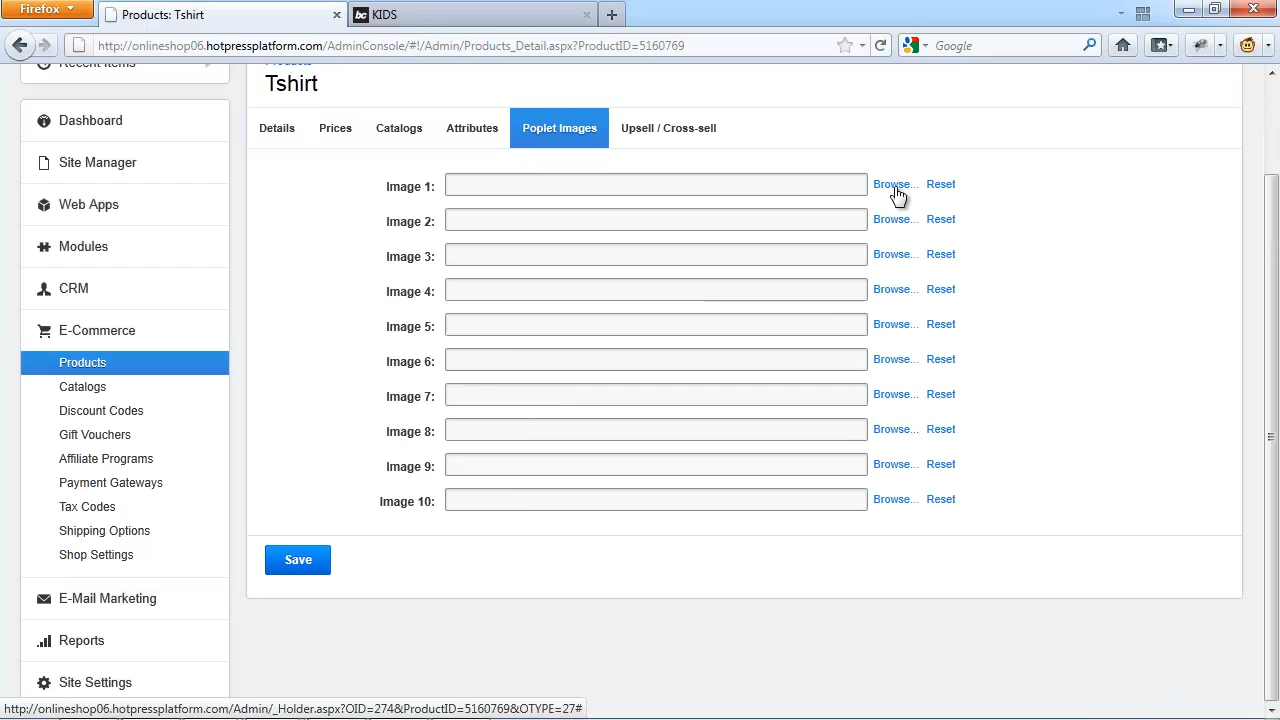 Firefox
Products: Tshirt
bc KIDS
http://onlineshop06.hotpressplatform.com/AdminConsole/#!/Admin/Products_Detail.aspx?ProductID=5160769
Google
Recent Items
Products
Tshirt
Dashboard
Site Manager
Web Apps
Modules
CRM
E-Commerce
Products
Catalogs
Discount Codes
Gift Vouchers
Affiliate Programs
Payment Gateways
Tax Codes
Shipping Options
Shop Settings
E-Mail Marketing
Reports
Site Settings
Details Prices Catalogs Attributes Poplet Images Upsell / Cross-sell
Image 1: Browse... Reset
Image 2: Browse... Reset
Image 3: Browse... Reset
Image 4: Browse... Reset
Image 5: Browse... Reset
Image 6: Browse... Reset
Image 7: Browse... Reset
Image 8: Browse... Reset
Image 9: Browse... Reset
Image 10: Browse... Reset
Save
http://onlineshop06.hotpressplatform.com/Admin/_Holder.aspx?OID=274&ProductID=5160769&OTYPE=27#